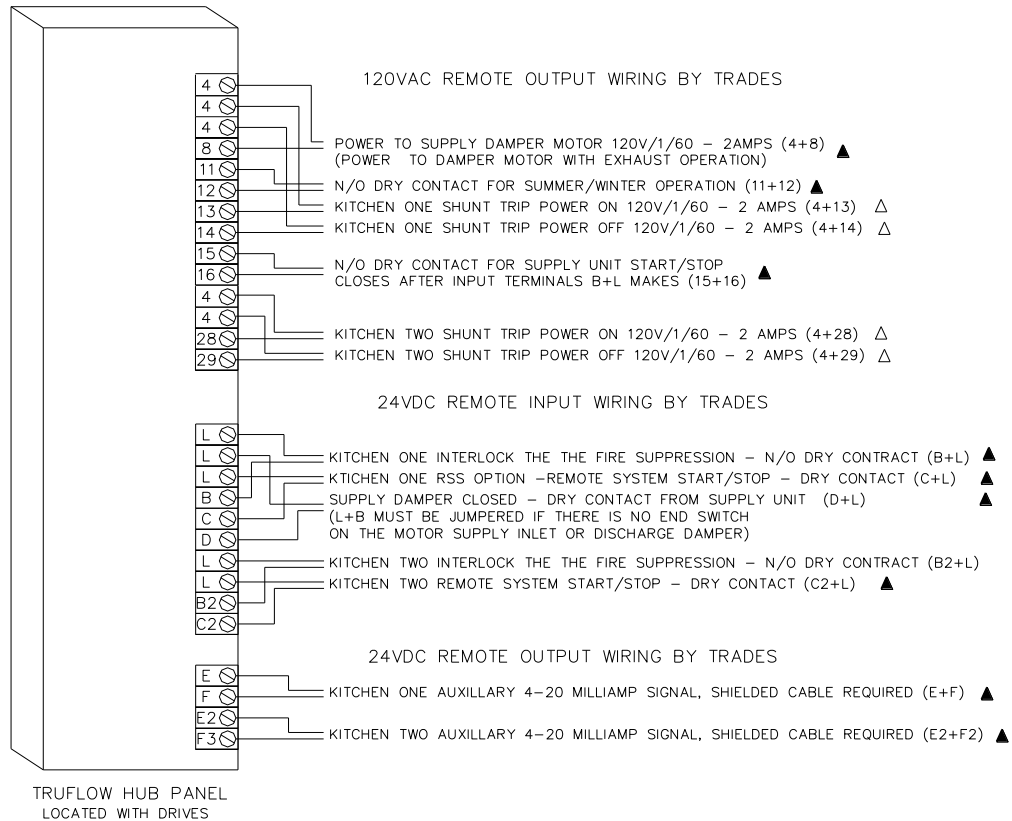 120VAC REMOTE OUTPUT WIRING BY TRADES
4
4
4
8
POWER TO SUPPLY DAMPER MOTOR 120V/1/60 - 2AMPS (4+8)
(POWER TO DAMPER MOTOR WITH EXHAUST OPERATION)
11
12
N/O DRY CONTACT FOR SUMMER/WINTER OPERATION (11+12)
13
KITCHEN ONE SHUNT TRIP POWER ON 120V/1/60 - 2 AMPS (4+13)
14
KITCHEN ONE SHUNT TRIP POWER OFF 120V/1/60 - 2 AMPS (4+14)
15
16
N/O DRY CONTACT FOR SUPPLY UNIT START/STOP
CLOSES AFTER INPUT TERMINALS B+L MAKES (15+16)
4
4
28
KITCHEN TWO SHUNT TRIP POWER ON 120V/1/60 - 2 AMPS (4+28)
29
KITCHEN TWO SHUNT TRIP POWER OFF 120V/1/60 - 2 AMPS (4+29)
24VDC REMOTE INPUT WIRING BY TRADES
L
L
KITCHEN ONE INTERLOCK THE THE FIRE SUPPRESSION - N/O DRY CONTRACT (B+L)
L
KTICHEN ONE RSS OPTION -REMOTE SYSTEM START/STOP - DRY CONTACT (C+L)
B
SUPPLY DAMPER CLOSED - DRY CONTACT FROM SUPPLY UNIT (D+L)
C
(L+B MUST BE JUMPERED IF THERE IS NO END SWITCH
D
ON THE MOTOR SUPPLY INLET OR DISCHARGE DAMPER)
L
KITCHEN TWO INTERLOCK THE THE FIRE SUPPRESSION - N/O DRY CONTRACT (B2+L)
L
KITCHEN TWO REMOTE SYSTEM START/STOP - DRY CONTACT (C2+L)
B2
C2
24VDC REMOTE OUTPUT WIRING BY TRADES
E
F
KITCHEN ONE AUXILLARY 4-20 MILLIAMP SIGNAL, SHIELDED CABLE REQUIRED (E+F)
E2
F3
KITCHEN TWO AUXILLARY 4-20 MILLIAMP SIGNAL, SHIELDED CABLE REQUIRED (E2+F2)
TRUFLOW HUB PANEL
LOCATED WITH DRIVES